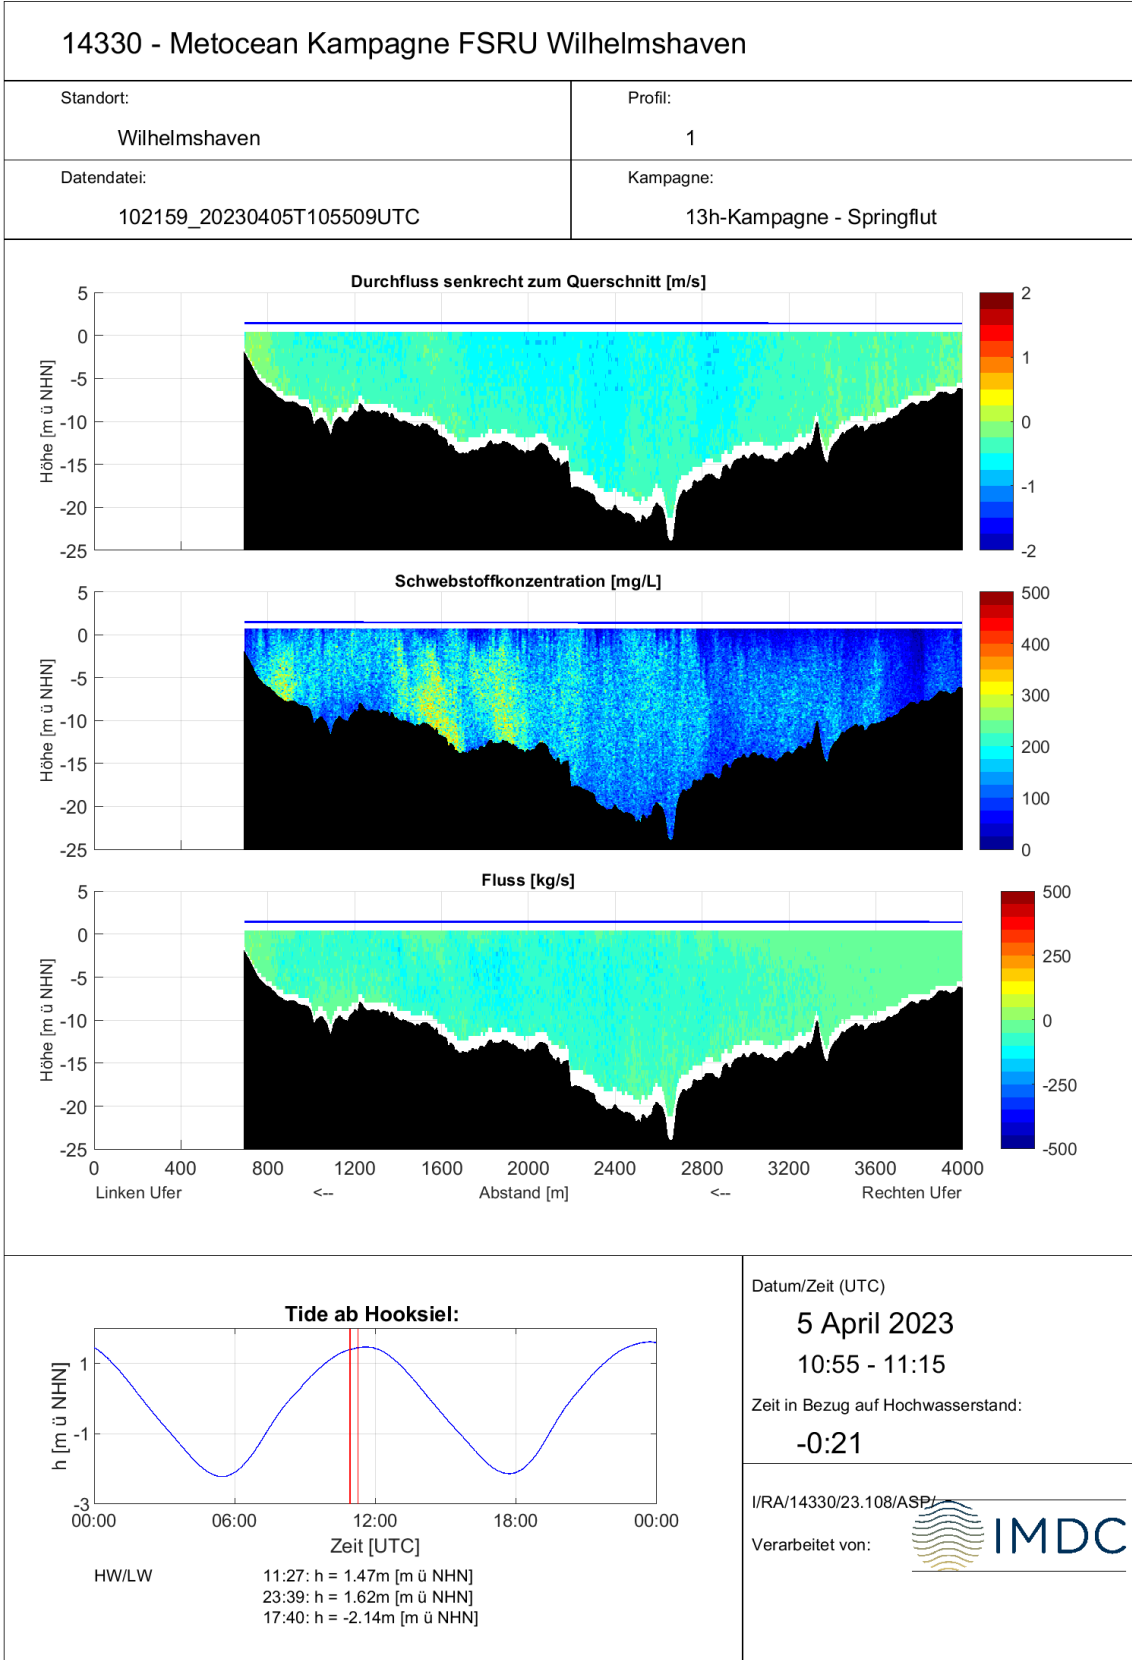 14330 - Metocean Kampagne FSRU Wilhelmshaven
Standort:
Wilhelmshaven
Profil:
1
Datendatei:
102159_20230405T105509UTC
Kampagne:
13h-Kampagne - Springflut
Durchfluss senkrecht zum Querschnitt [m/s]
5
0
-5
-10
-15
-20
-25
Höhe [m ü NHN]
2
1
0
-1
-2
Schwebstoffkonzentration [mg/L]
5
0
-5
-10
-15
-20
-25
Höhe [m ü NHN]
500
400
300
200
100
0
Fluss [kg/s]
5
0
-5
-10
-15
-20
-25
Höhe [m ü NHN]
500
250
0
-250
-500
0 400 800 1200 1600 2000 2400 2800 3200 3600 4000
Linken Ufer <-- Abstand [m] <-- Rechten Ufer
Tide ab Hooksiel:
1
-1
-3
h [m ü NHN]
00:00 06:00 12:00 18:00 00:00
Zeit [UTC]
HW/LW 11:27: h = 1.47m [m ü NHN]
23:39: h = 1.62m [m ü NHN]
17:40: h = -2.14m [m ü NHN]
Datum/Zeit (UTC)
5 April 2023
10:55 - 11:15
Zeit in Bezug auf Hochwasserstand:
-0:21
I/RA/14330/23.108/ASP/
Verarbeitet von:
IMDC